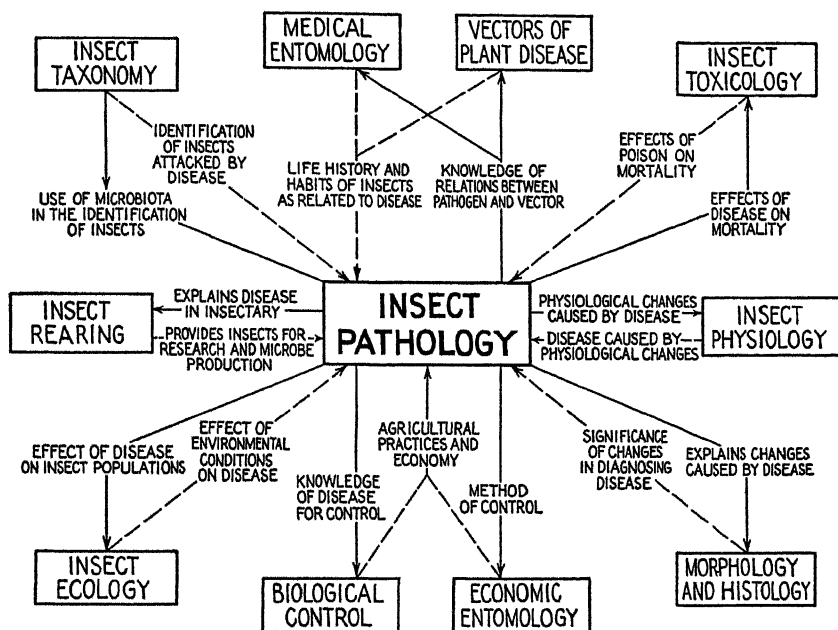 INSECT
TAXONOMY
MEDICAL
ENTOMOLOGY
VECTORS OF
PLANT DISEASE
INSECT
TOXICOLOGY
IDENTIFICATION
OF INSECTS
ATTACKED BY
DISEASE
USE OF MICROBIOTA
IN THE IDENTIFICATION
OF INSECTS
LIFE HISTORY AND
HABITS OF INSECTS
AS RELATED TO DISEASE
KNOWLEDGE OF
RELATIONS BETWEEN
PATHOGEN AND VECTOR
EFFECTS OF
POISON ON
MORTALITY
EFFECTS OF
DISEASE ON
MORTALITY
INSECT
REARING
EXPLAINS DISEASE
IN INSECTARY
PROVIDES INSECTS FOR
RESEARCH AND MICROBE
PRODUCTION
INSECT
PATHOLOGY
PHYSIOLOGICAL CHANGES
CAUSED BY DISEASE
DISEASE CAUSED BY
PHYSIOLOGICAL CHANGES
INSECT
PHYSIOLOGY
EFFECT OF DISEASE
ON INSECT POPULATIONS
EFFECT OF
ENVIRONMENTAL
CONDITIONS
ON DISEASE
KNOWLEDGE
OF DISEASE
FOR CONTROL
AGRICULTURAL
PRACTICES AND
ECONOMY
METHOD
OF CONTROL
SIGNIFICANCE
OF CHANGES
IN DIAGNOSING
DISEASE
EXPLAINS CHANGES
CAUSED BY DISEASE
INSECT
ECOLOGY
BIOLOGICAL
CONTROL
ECONOMIC
ENTOMOLOGY
MORPHOLOGY
AND HISTOLOGY